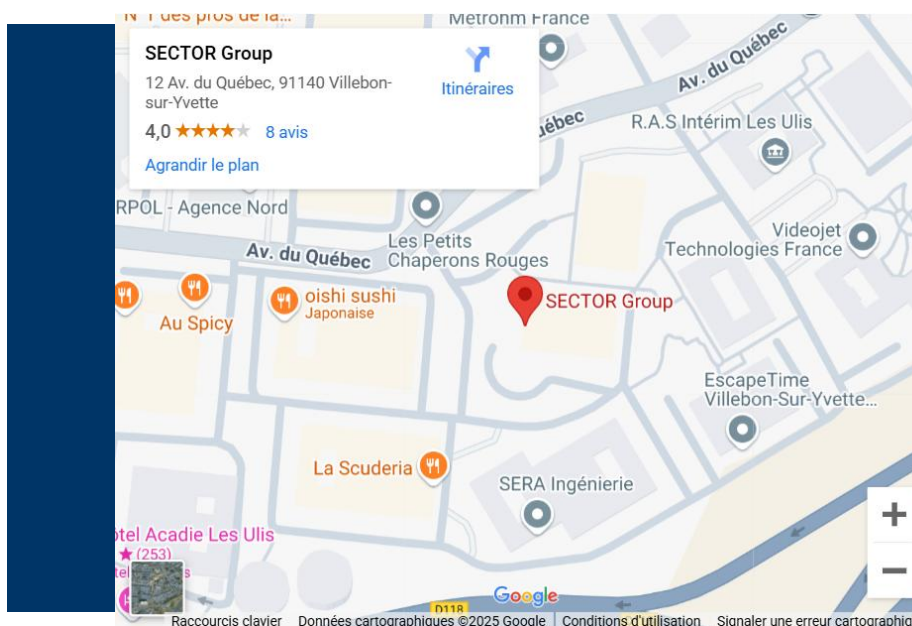 N°1 des pros de la...
Metrohm France
SECTOR Group
12 Av. du Québec, 91140 Villebon-
sur-Yvette
Itinéraires
4,0
8 avis
Agrandir le plan
Av. du Québec
R.A.S Intérim Les Ulis
RPOL - Agence Nord
Av. du Québec
Les Petits
Chaperons Rouges
Videojet
Technologies France
oishi sushi
Japonaise
Au Spicy
SECTOR Group
EscapeTime
Villebon-Sur-Yvette...
La Scuderia
SERA Ingénierie
tel Acadie Les Ulis
(253)
+
−
Google
D118
Raccourcis clavier Données cartographiques ©2025 Google Conditions d'utilisation Signaler une erreur cartographiq